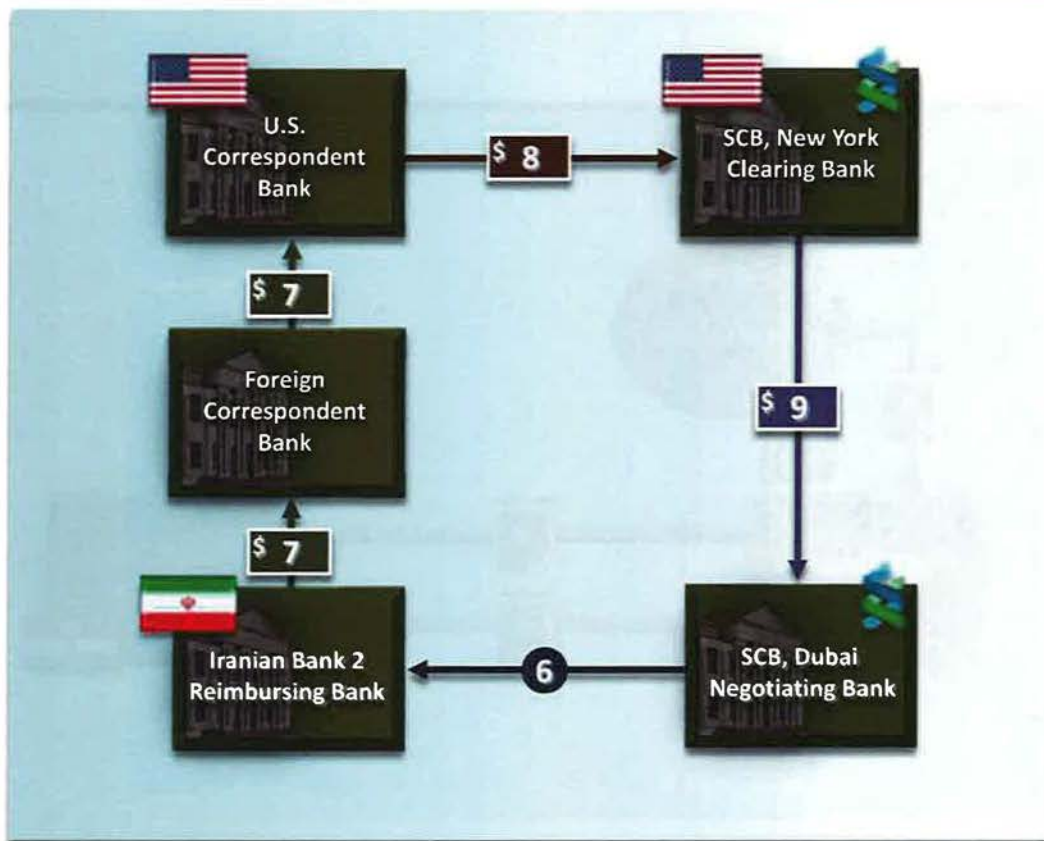 U.S.
Correspondent
Bank
$ 8
SCB, New York
Clearing Bank
$ 7
Foreign
Correspondent
Bank
$ 9
$ 7
Iranian Bank 2
Reimbursing Bank
6
SCB, Dubai
Negotiating Bank